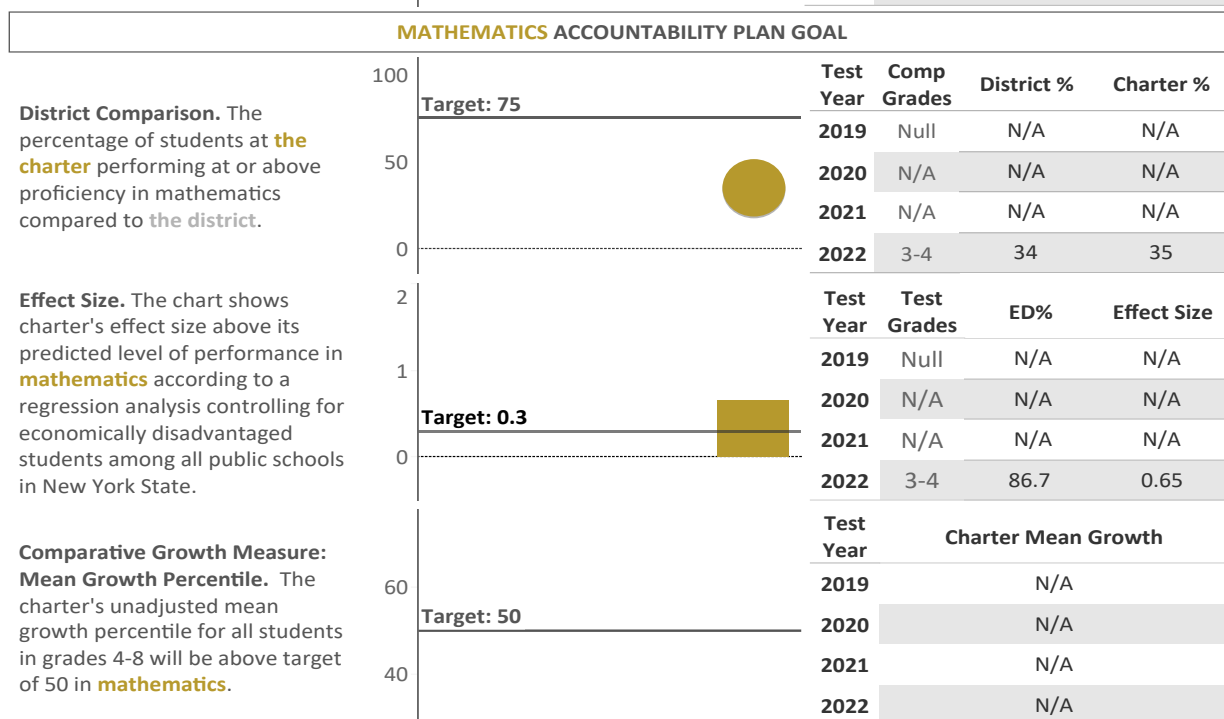 MATHEMATICS ACCOUNTABILITY PLAN GOAL
District Comparison. The
percentage of students at the
charter performing at or above
proficiency in mathematics
compared to the district.
100
Target: 75
50
0
Test Year Comp Grades District % Charter %
2019 Null N/A N/A
2020 N/A N/A N/A
2021 N/A N/A N/A
2022 3-4 34 35
Effect Size. The chart shows
charter's effect size above its
predicted level of performance in
mathematics according to a
regression analysis controlling for
economically disadvantaged
students among all public schools
in New York State.
2
1
Target: 0.3
0
Test Year Test Grades ED% Effect Size
2019 Null N/A N/A
2020 N/A N/A N/A
2021 N/A N/A N/A
2022 3-4 86.7 0.65
Comparative Growth Measure:
Mean Growth Percentile. The
charter's unadjusted mean
growth percentile for all students
in grades 4-8 will be above target
of 50 in mathematics.
60
Target: 50
40
Test Year Charter Mean Growth
2019 N/A
2020 N/A
2021 N/A
2022 N/A